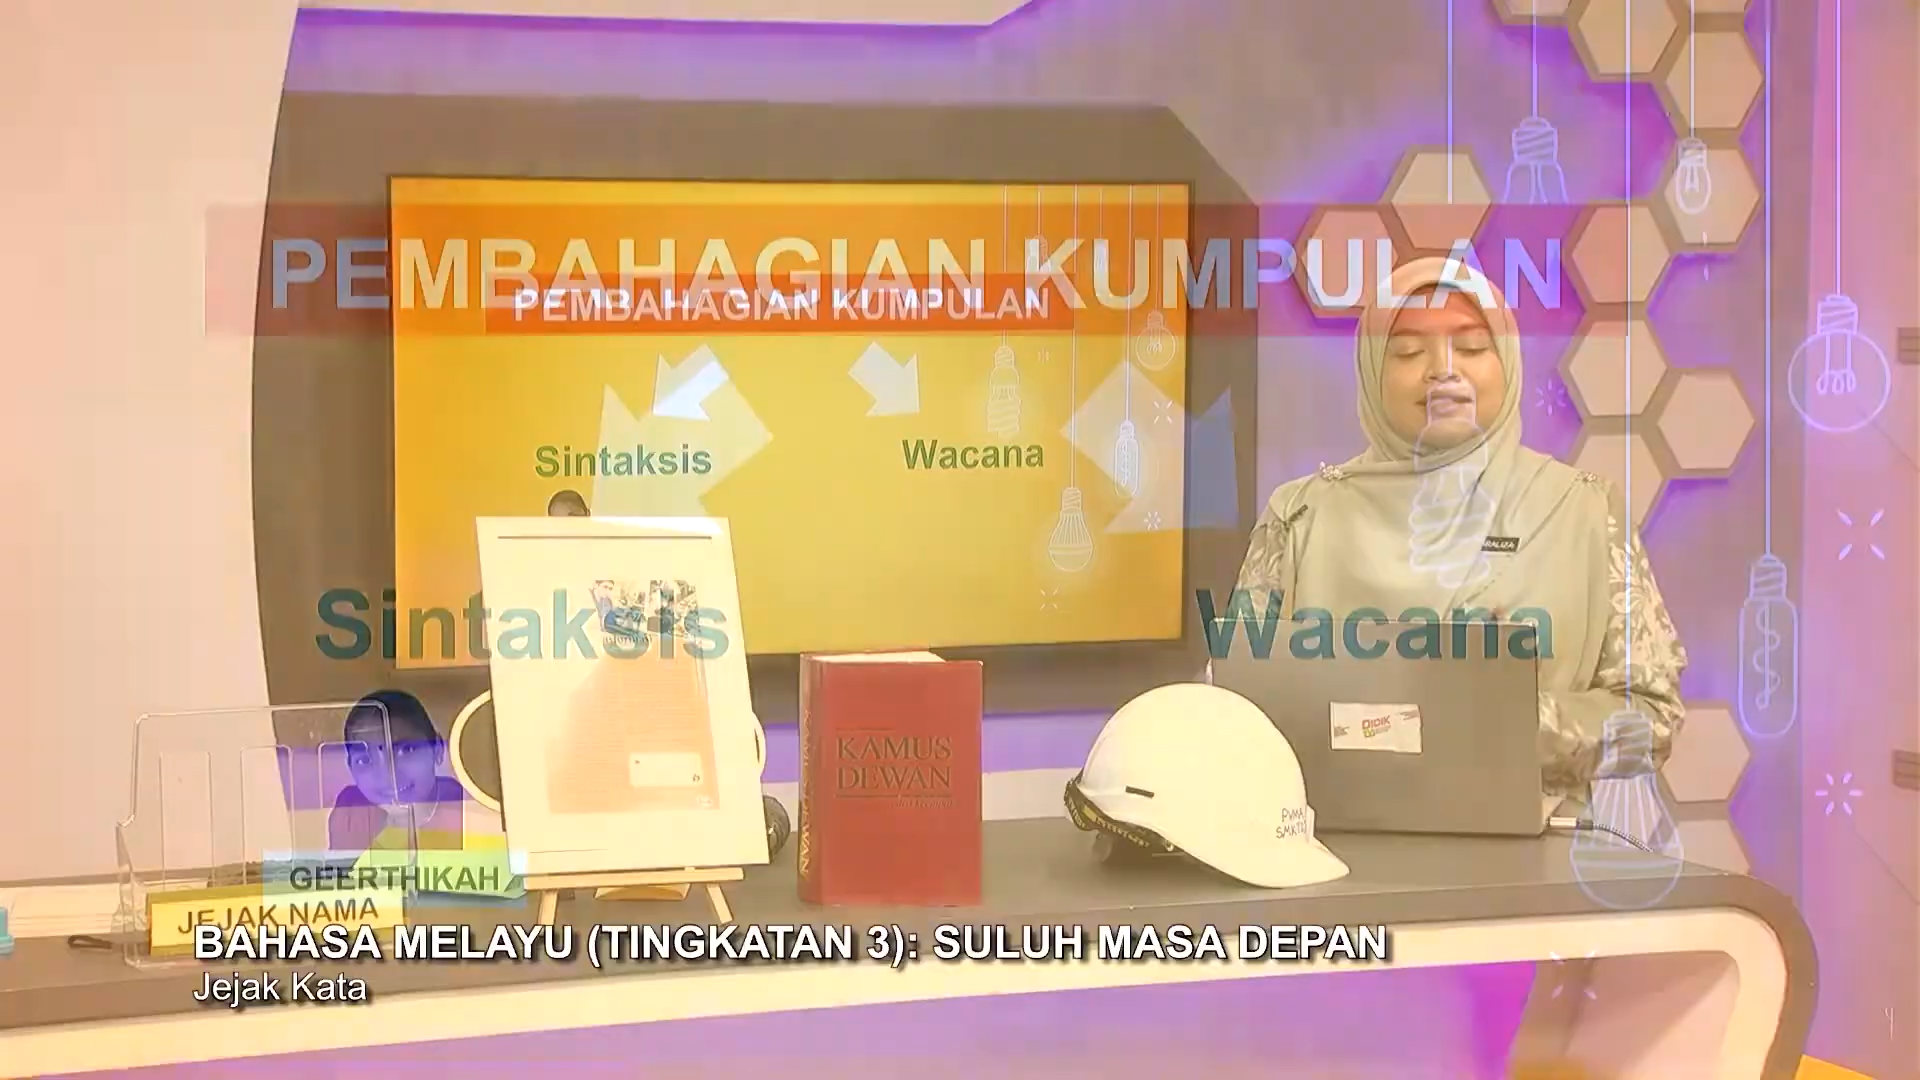 PEMBAHAGIAN KUMPULAN
PEMBAHAGIAN KUMPULAN
Sintaksis
Wacana
Sintaksis
Wacana
KAMUS
DEWAN
DIDIK
GEERTHIKAH
JEJAK NAMA
BAHASA MELAYU (TINGKATAN 3): SULUH MASA DEPAN
Jejak Kata